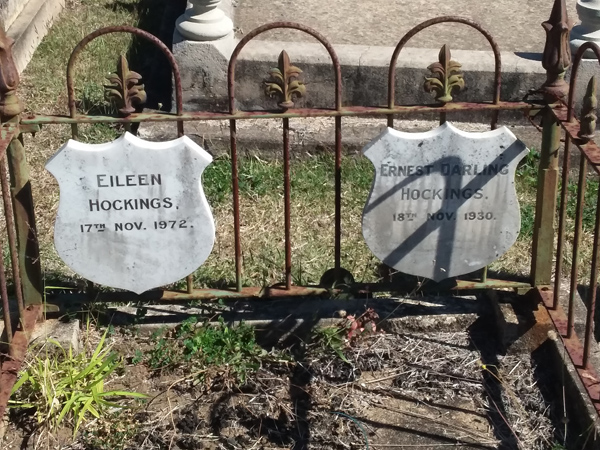 EILEEN
HOCKINGS,
17TH NOV. 1972.
ERNEST DARLING
HOCKINGS.
18TH NOV. 1930.